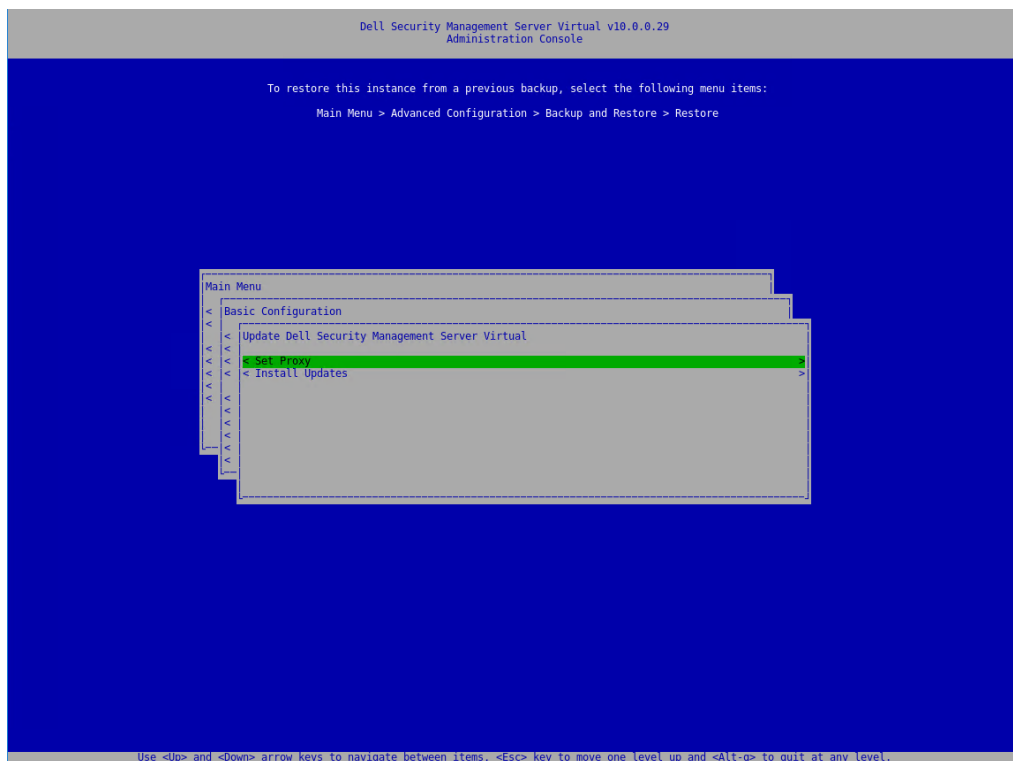 Dell Security Management Server Virtual v10.0.0.29
Administration Console
To restore this instance from a previous backup, select the following menu items:
Main Menu > Advanced Configuration > Backup and Restore > Restore
Main Menu
Basic Configuration
Update Dell Security Management Server Virtual
< Set Proxy >
< Install Updates >
Use <Up> and <Down> arrow keys to navigate between items, <Esc> key to move one level up and <Alt-q> to quit at any level.